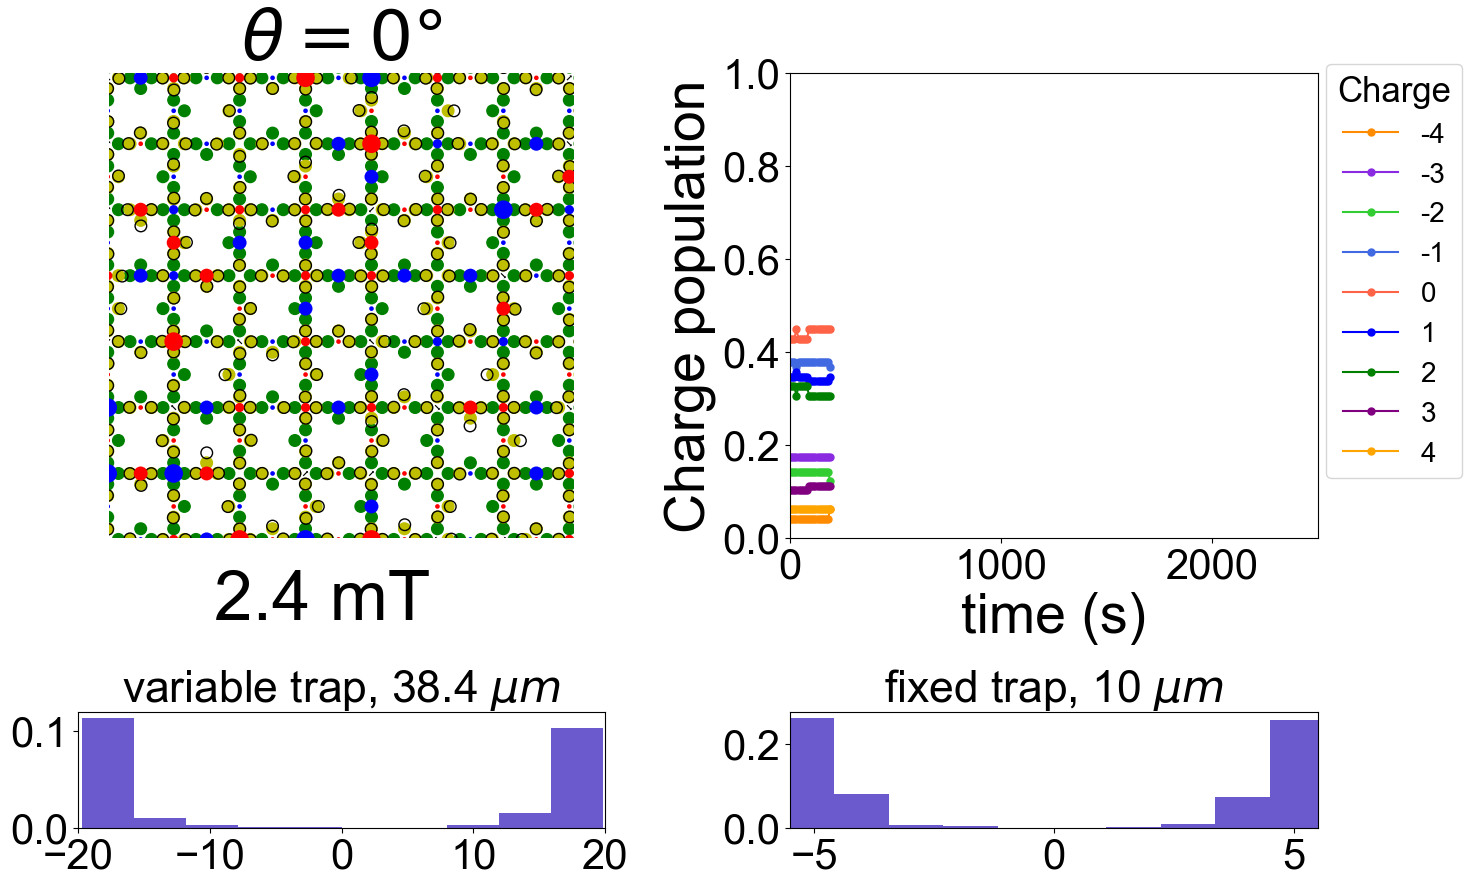 θ = 0°
2.4 mT
Charge population
1.0
0.8
0.6
0.4
0.2
0.0
0 1000 2000
time (s)
Charge
-4
-3
-2
-1
0
1
2
3
4
variable trap, 38.4 μm
0.1
0.0
−20 −10 0 10 20
fixed trap, 10 μm
0.2
0.0
−5 0 5